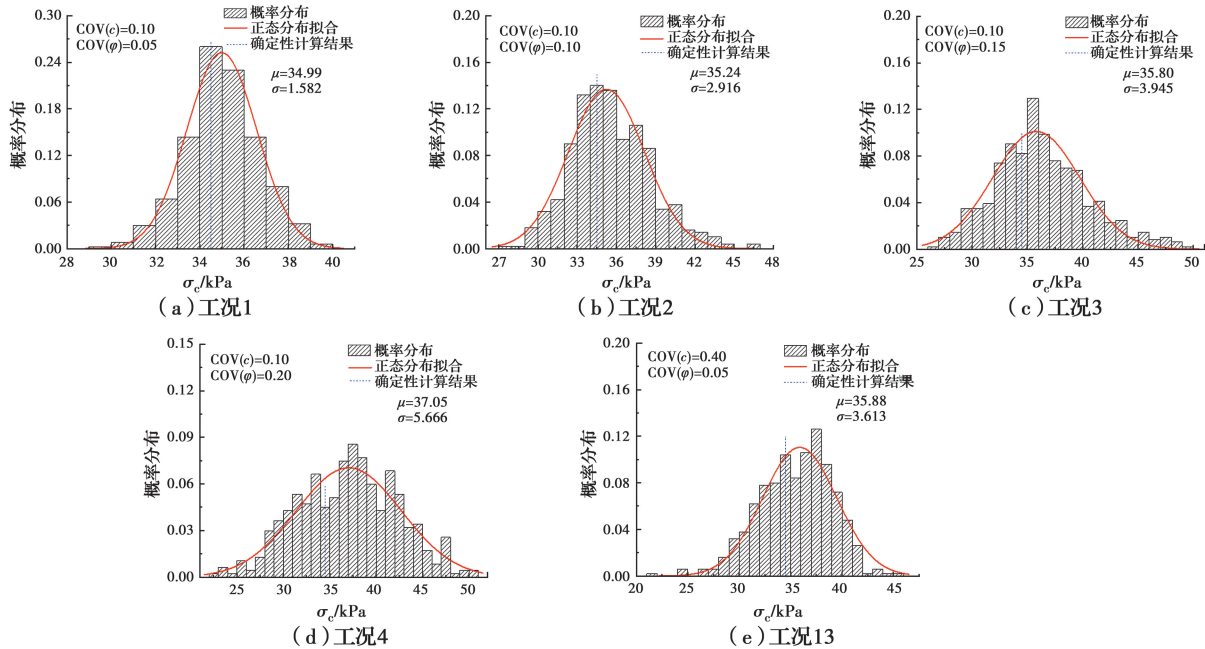 COV(c)=0.10
COV(φ)=0.05
概率分布
正态分布拟合
确定性计算结果
μ=34.99
σ=1.582
概率分布
0.30
0.24
0.18
0.12
0.06
0.00
28 30 32 34 36 38 40
σc/kPa
(a)工况1
COV(c)=0.10
COV(φ)=0.10
概率分布
正态分布拟合
确定性计算结果
μ=35.24
σ=2.916
概率分布
0.20
0.16
0.12
0.08
0.04
0.00
27 30 33 36 39 42 45 48
σc/kPa
(b)工况2
COV(c)=0.10
COV(φ)=0.15
概率分布
正态分布拟合
确定性计算结果
μ=35.80
σ=3.945
概率分布
0.20
0.16
0.12
0.08
0.04
0.00
25 30 35 40 45 50
σc/kPa
(c)工况3
COV(c)=0.10
COV(φ)=0.20
概率分布
正态分布拟合
确定性计算结果
μ=37.05
σ=5.666
概率分布
0.15
0.12
0.09
0.06
0.03
0.00
25 30 35 40 45 50
σc/kPa
(d)工况4
COV(c)=0.40
COV(φ)=0.05
概率分布
正态分布拟合
确定性计算结果
μ=35.88
σ=3.613
概率分布
0.20
0.16
0.12
0.08
0.04
0.00
20 25 30 35 40 45
σc/kPa
(e)工况13